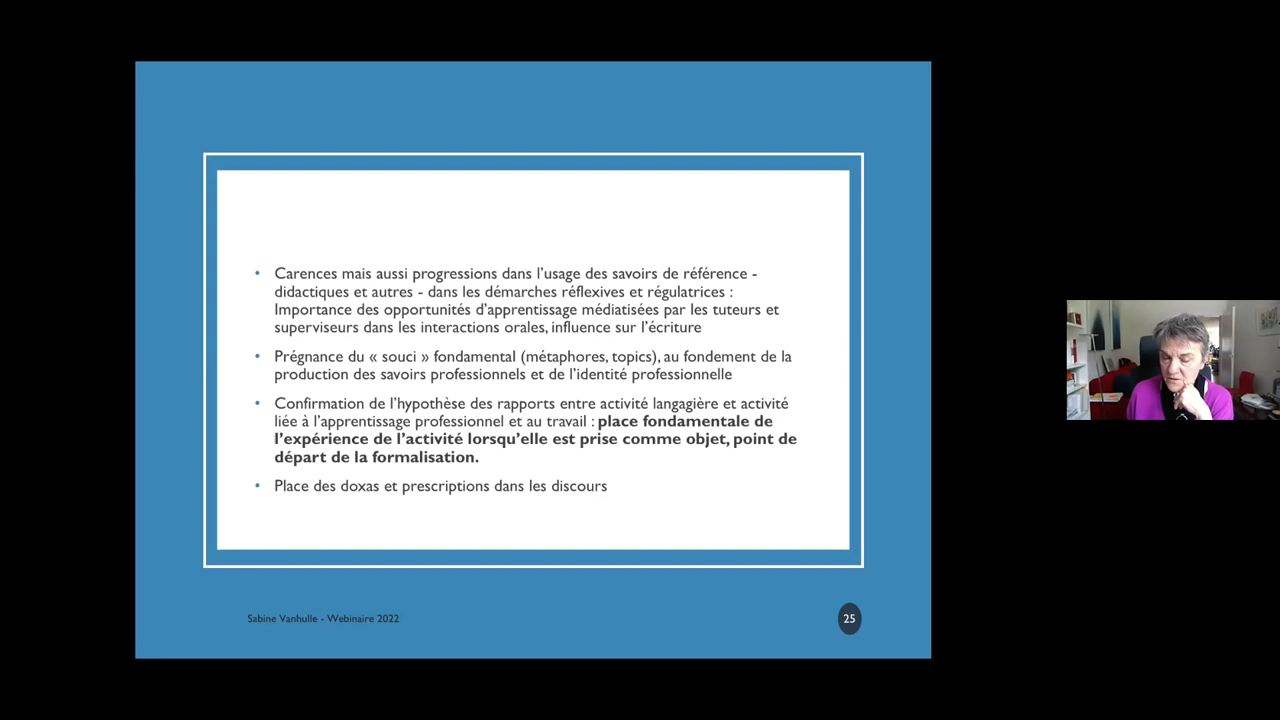 • Carences mais aussi progressions dans l'usage des savoirs de référence -
didactiques et autres - dans les démarches réflexives et régulatrices :
Importance des opportunités d'apprentissage médiatisées par les tuteurs et
superviseurs dans les interactions orales, influence sur l'écriture
• Prégnance du « souci » fondamental (métaphores, topics), au fondement de la
production des savoirs professionnels et de l'identité professionnelle
• Confirmation de l'hypothèse des rapports entre activité langagière et activité
liée à l'apprentissage professionnel et au travail : place fondamentale de
l'expérience de l'activité lorsqu'elle est prise comme objet, point de
départ de la formalisation.
• Place des doxas et prescriptions dans les discours
Sabine Vanhulle - Webinaire 2022
25